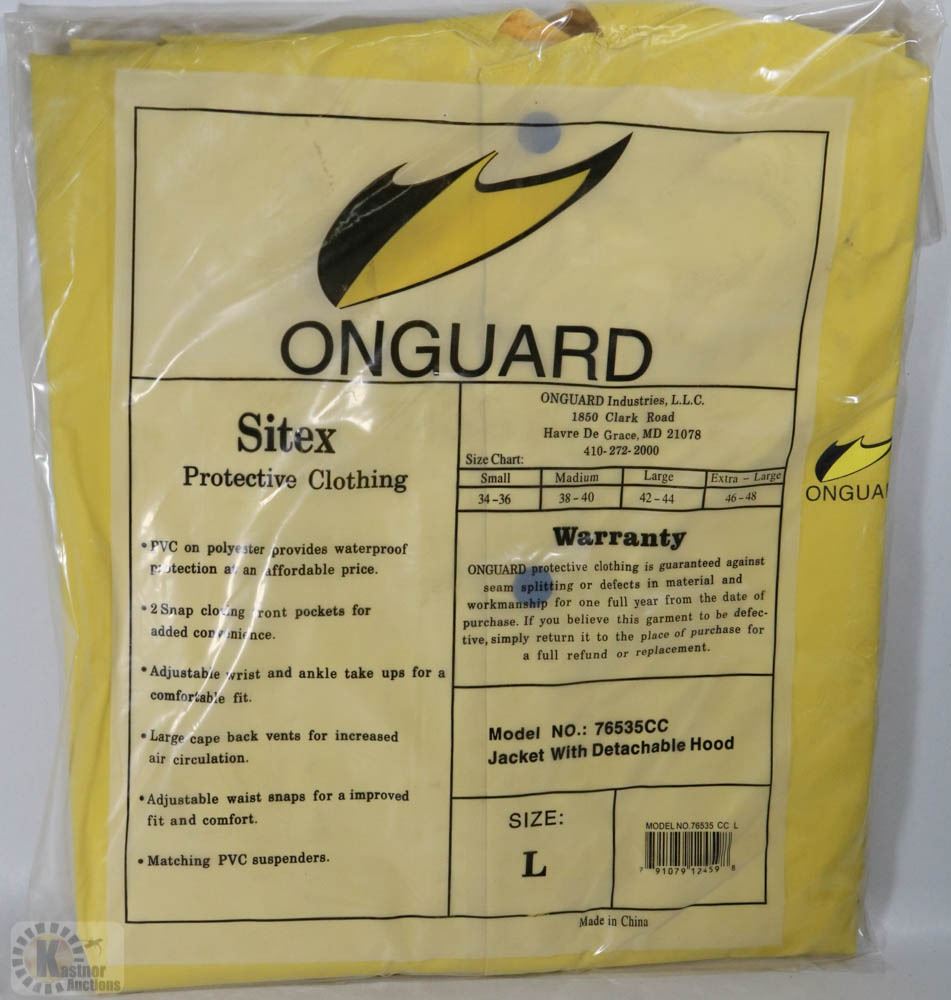 ONGUARD
Sitex
Protective Clothing
• PVC on polyester provides waterproof
protection at an affordable price.
• 2 Snap closing front pockets for
added convenience.
• Adjustable wrist and ankle take ups for a
comfortable fit.
• Large cape back vents for increased
air circulation.
• Adjustable waist snaps for a improved
fit and comfort.
• Matching PVC suspenders.
ONGUARD Industries, L.L.C.
1850 Clark Road
Havre De Grace, MD 21078
410-272-2000
Size Chart:
Small Madium Large Extra - Large
34-36 38-40 42-44 46-48
Warranty
ONGUARD protective clothing is guaranteed against
seam splitting or defects in material and
workmanship for one full year from the date of
purchase. If you believe this garment to be defec-
tive, simply return it to the place of purchase for
a full refund or replacement.
Model NO.: 76535CC
Jacket With Detachable Hood
SIZE:
L
MODEL NO.76535 CC L
7 91079 12459 8
Made in China
ONGUA
Kastnor
Auctions